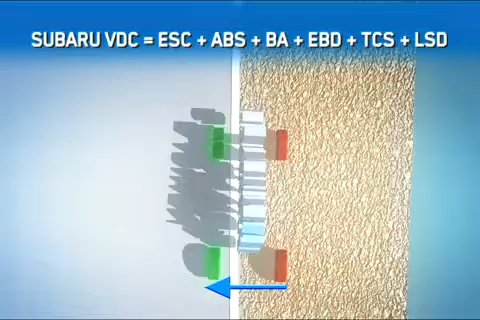 SUBARU VDC = ESC + ABS + BA + EBD + TCS + LSD